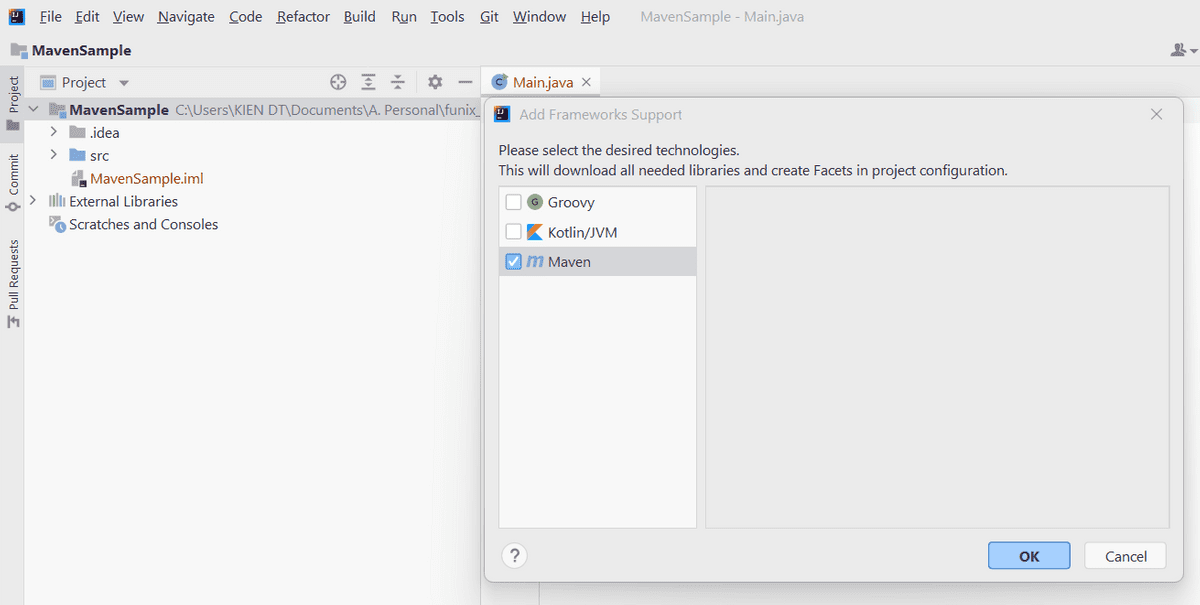 File Edit View Navigate Code Refactor Build Run Tools Git Window Help MavenSample - Main.java
MavenSample
Project
Commit
Pull Requests
Project
MavenSample C:\Users\KIEN DT\Documents\A. Personal\funix_
.idea
src
MavenSample.iml
External Libraries
Scratches and Consoles
C Main.java
Add Frameworks Support
Please select the desired technologies.
This will download all needed libraries and create Facets in project configuration.
G Groovy
Kotlin/JVM
m Maven
?
OK
Cancel